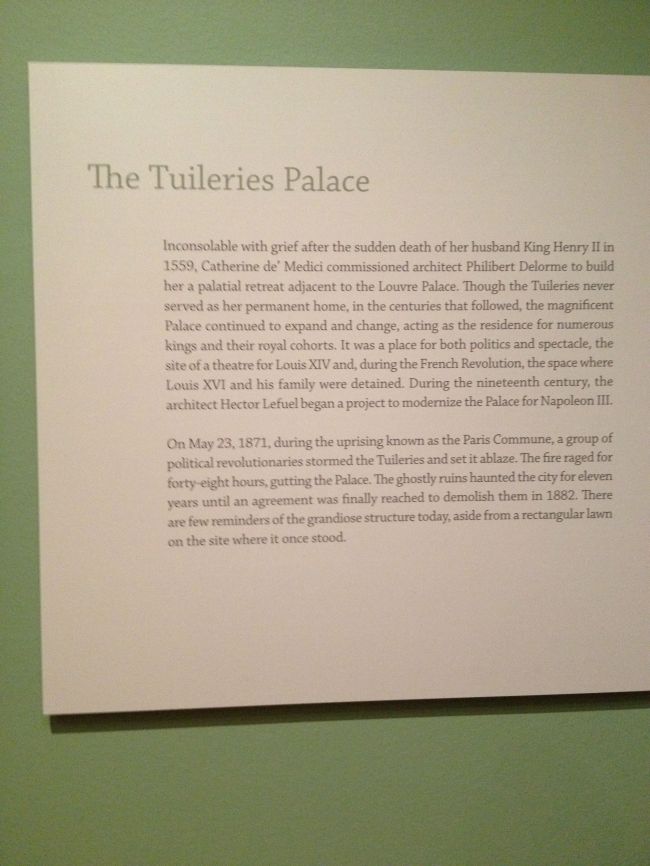 The Tuileries Palace
Inconsolable with grief after the sudden death of her husband King Henry II in
1559, Catherine de' Medici commissioned architect Philibert Delorme to build
her a palatial retreat adjacent to the Louvre Palace. Though the Tuileries never
served as her permanent home, in the centuries that followed, the magnificent
Palace continued to expand and change, acting as the residence for numerous
kings and their royal cohorts. It was a place for both politics and spectacle, the
site of a theatre for Louis XIV and, during the French Revolution, the space where
Louis XVI and his family were detained. During the nineteenth century, the
architect Hector Lefuel began a project to modernize the Palace for Napoleon III.
On May 23, 1871, during the uprising known as the Paris Commune, a group of
political revolutionaries stormed the Tuileries and set it ablaze. The fire raged for
forty-eight hours, gutting the Palace. The ghostly ruins haunted the city for eleven
years until an agreement was finally reached to demolish them in 1882. There
are few reminders of the grandiose structure today, aside from a rectangular lawn
on the site where it once stood.